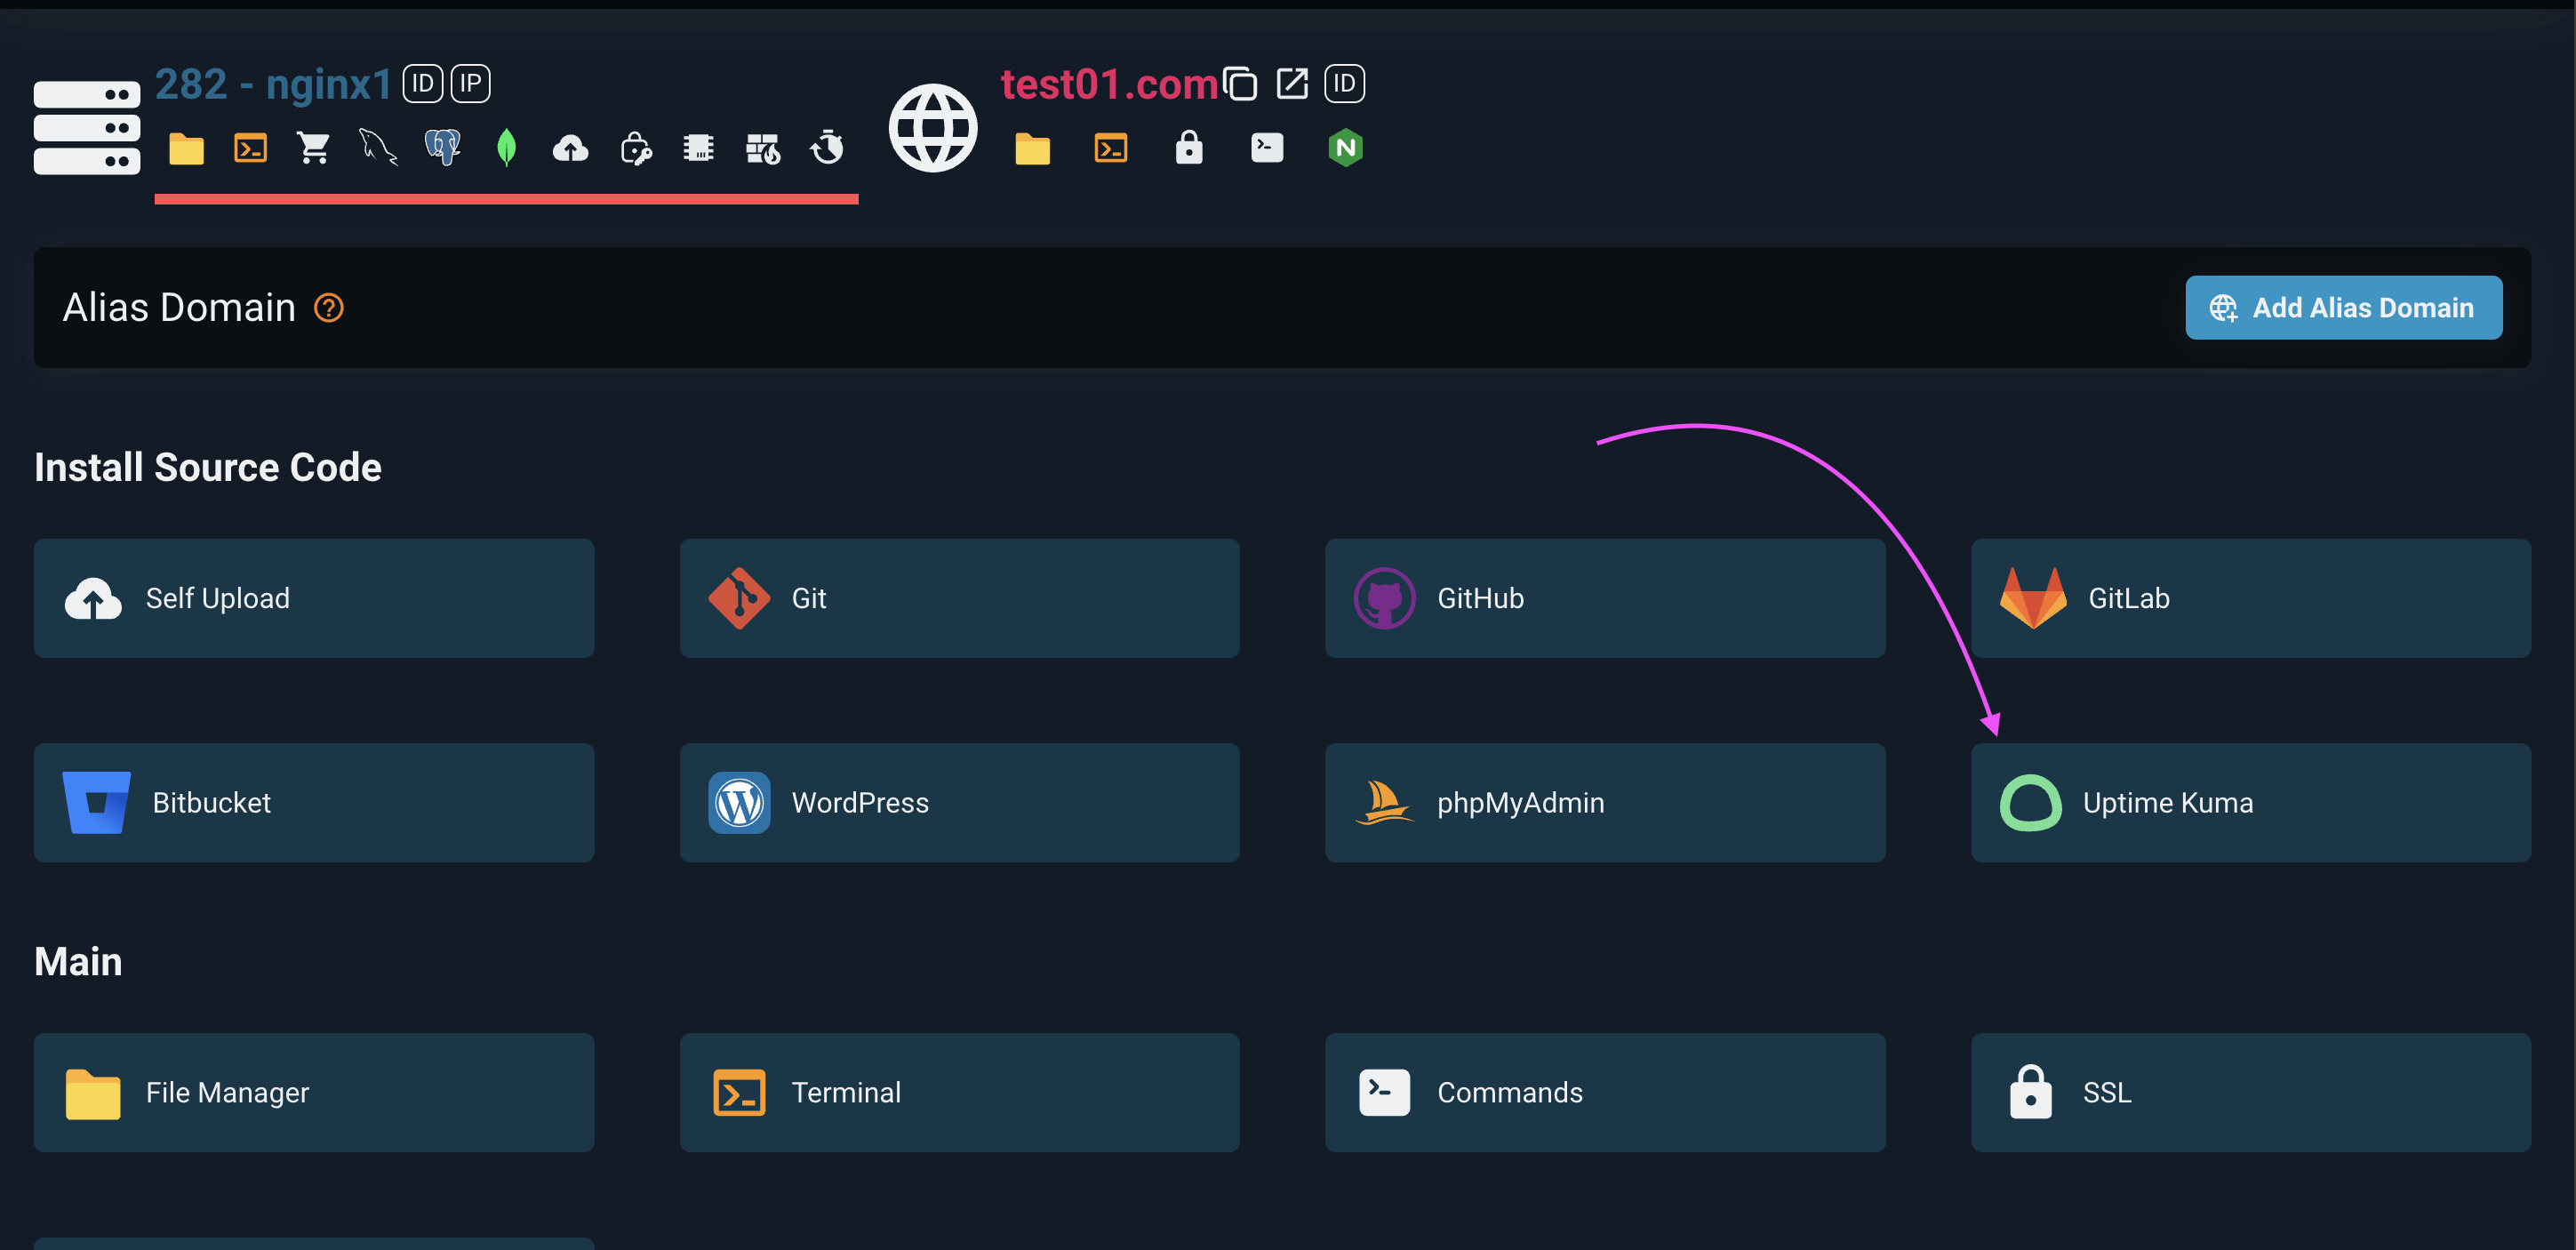 282 - nginx1 ID IP
test01.com ID
Alias Domain
Add Alias Domain
Install Source Code
Self Upload
Git
GitHub
GitLab
Bitbucket
WordPress
phpMyAdmin
Uptime Kuma
Main
File Manager
Terminal
Commands
SSL